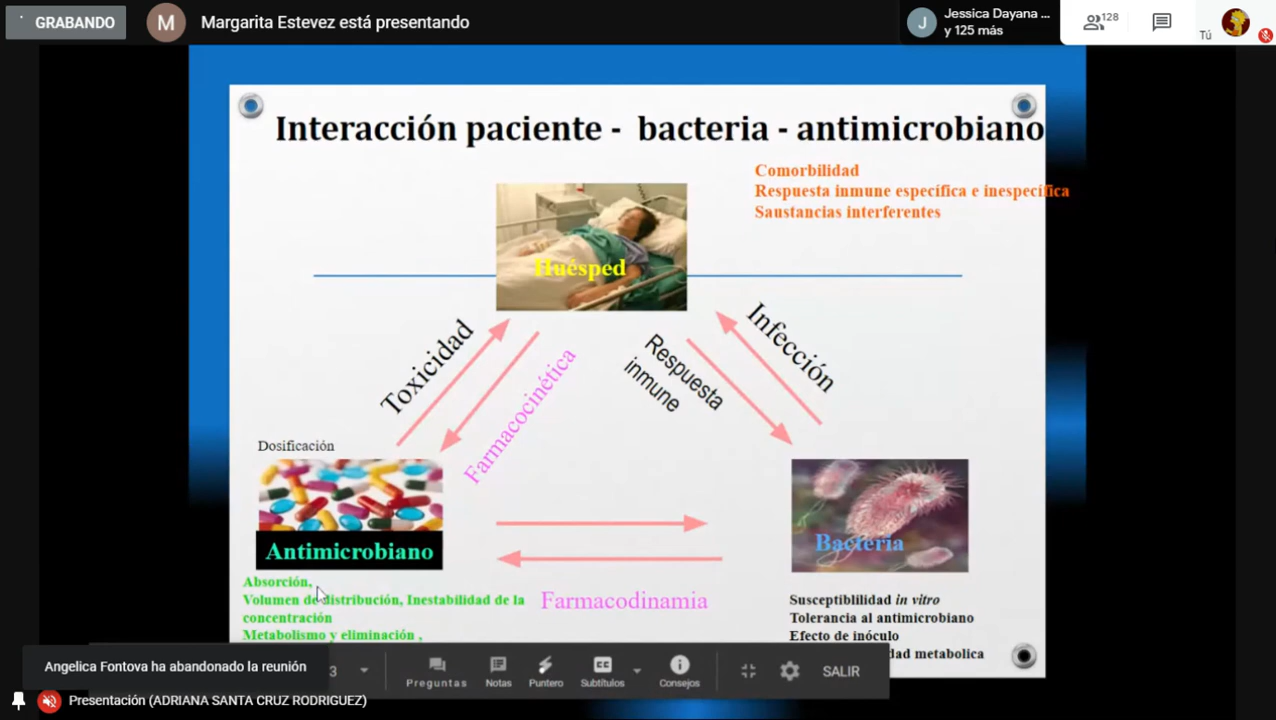 GRABANDO
M
Margarita Estevez está presentando
J
Jessica Dayana ...
y 125 más
128
Tú
Interacción paciente - bacteria - antimicrobiano
Comorbilidad
Respuesta inmune específica e inespecífica
Saustancias interferentes
Huésped
Toxicidad
Farmacocinética
Respuesta
inmune
Infección
Dosificación
Antimicrobiano
Bacteria
Absorción,
Volumen de distribución, Inestabilidad de la
concentración
Metabolismo y eliminación ,
Farmacodinamia
Susceptiblilidad in vitro
Tolerancia al antimicrobiano
Efecto de inóculo
dad metabolica
Angelica Fontova ha abandonado la reunión
3
Preguntas
Notas
Puntero
CC
Subtítulos
Consejos
SALIR
Presentación (ADRIANA SANTA CRUZ RODRIGUEZ)